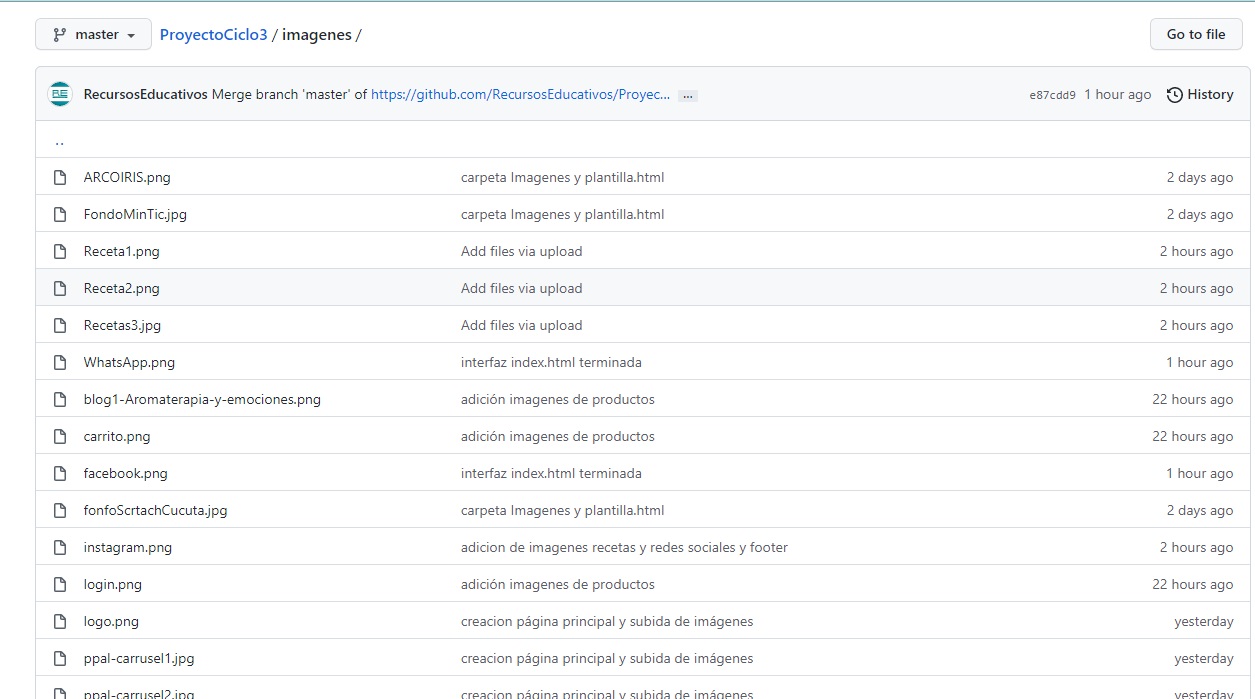 master ProyectoCiclo3 / imagenes / Go to file
RecursosEducativos Merge branch 'master' of https://github.com/RecursosEducativos/Proyec... ... e87cdd9 1 hour ago History
..
ARCOIRIS.png carpeta Imagenes y plantilla.html 2 days ago
FondoMinTic.jpg carpeta Imagenes y plantilla.html 2 days ago
Receta1.png Add files via upload 2 hours ago
Receta2.png Add files via upload 2 hours ago
Recetas3.jpg Add files via upload 2 hours ago
WhatsApp.png interfaz index.html terminada 1 hour ago
blog1-Aromaterapia-y-emociones.png adición imagenes de productos 22 hours ago
carrito.png adición imagenes de productos 22 hours ago
facebook.png interfaz index.html terminada 1 hour ago
fonfoScrtachCucuta.jpg carpeta Imagenes y plantilla.html 2 days ago
instagram.png adicion de imagenes recetas y redes sociales y footer 2 hours ago
login.png adición imagenes de productos 22 hours ago
logo.png creacion página principal y subida de imágenes yesterday
ppal-carrusel1.jpg creacion página principal y subida de imágenes yesterday
ppal-carrusel2.jpg creacion página principal y subida de imágenes yesterday